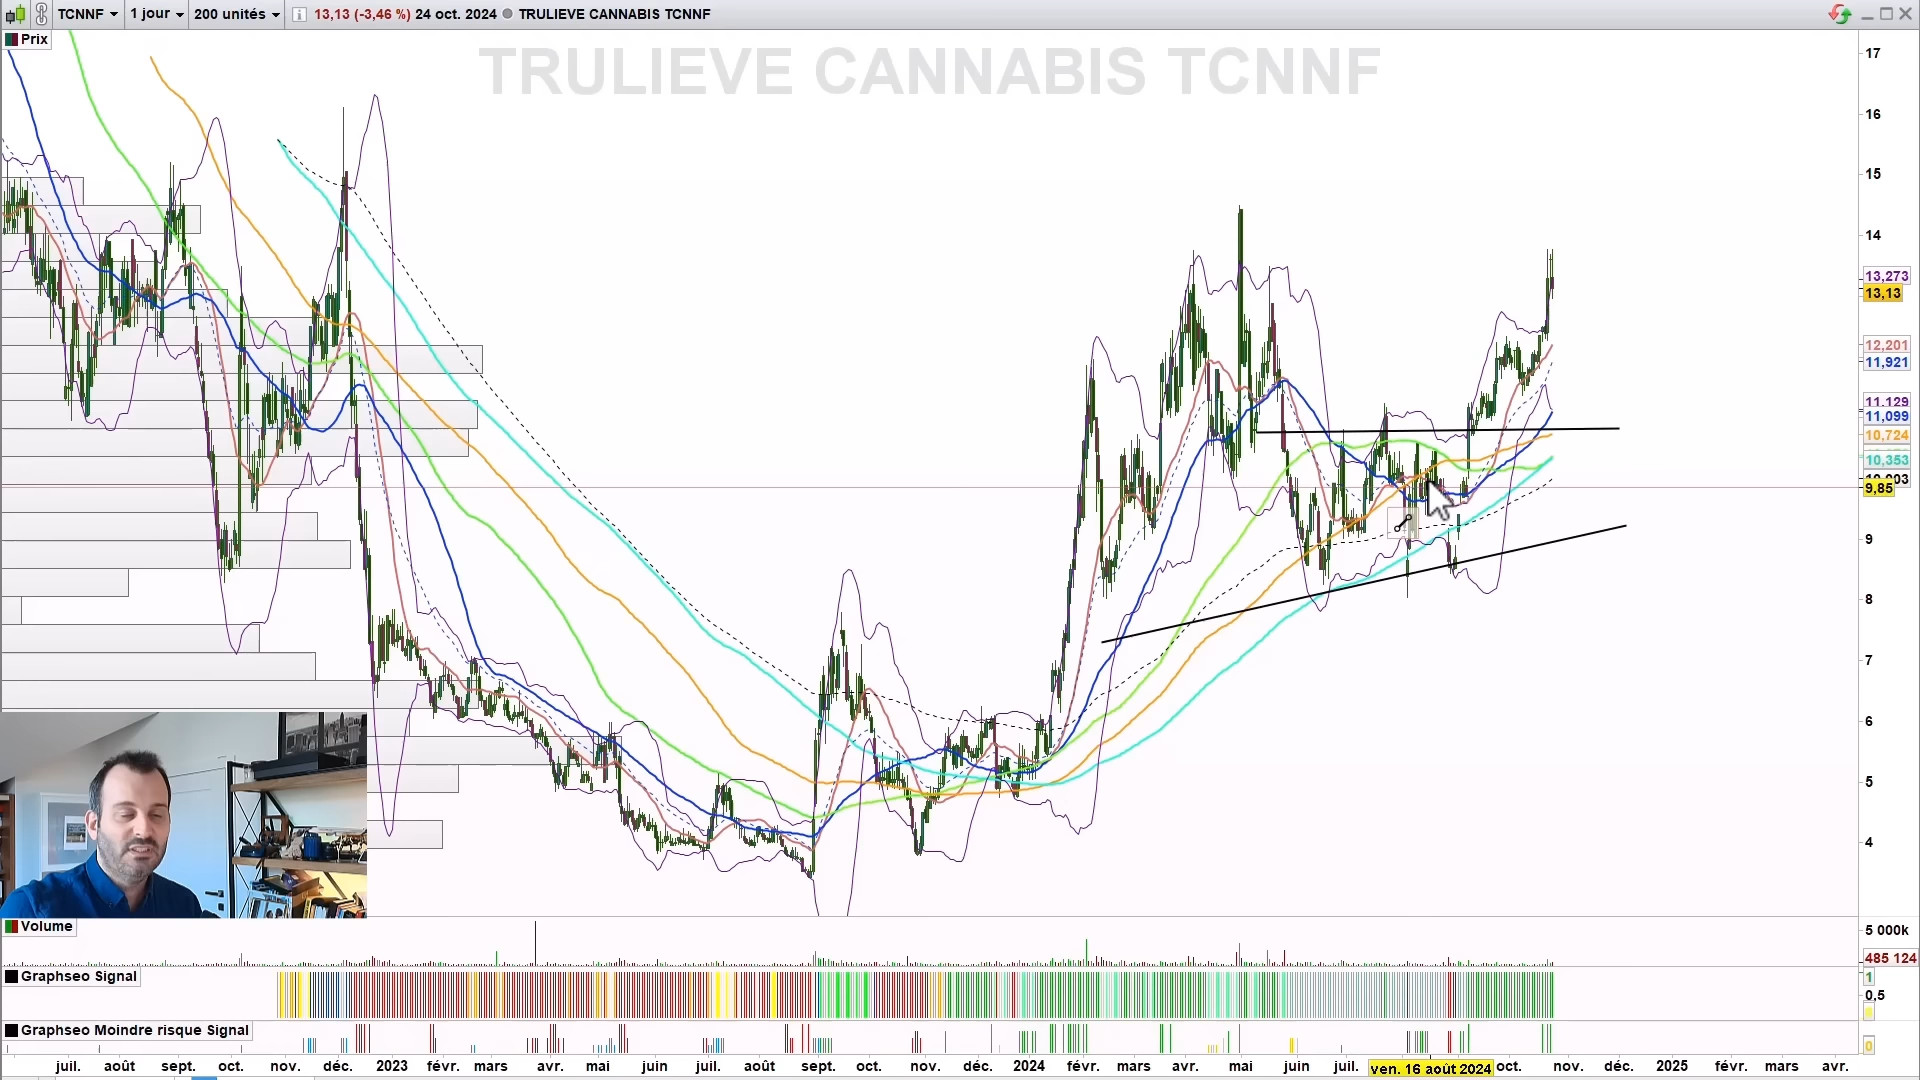 TCNNF 1 jour 200 unités 13,13 (-3,46 %) 24 oct. 2024 TRULIEVE CANNABIS TCNNF
Prix
TRULIEVE CANNABIS TCNNF
17
16
15
14
13,273
13,13
12,201
11,921
11,129
11,099
10,724
10,353
9,85
9
8
7
6
5
4
Volume
5 000k
485 124
Graphseo Signal
1
0,5
Graphseo Moindre risque Signal
0
juil. août sept. oct. nov. déc. 2023 févr. mars avr. mai juin juil. août sept. oct. nov. déc. 2024 févr. mars avr. mai juin juil. ven. 16 août 2024 oct. nov. déc. 2025 févr. mars avr.